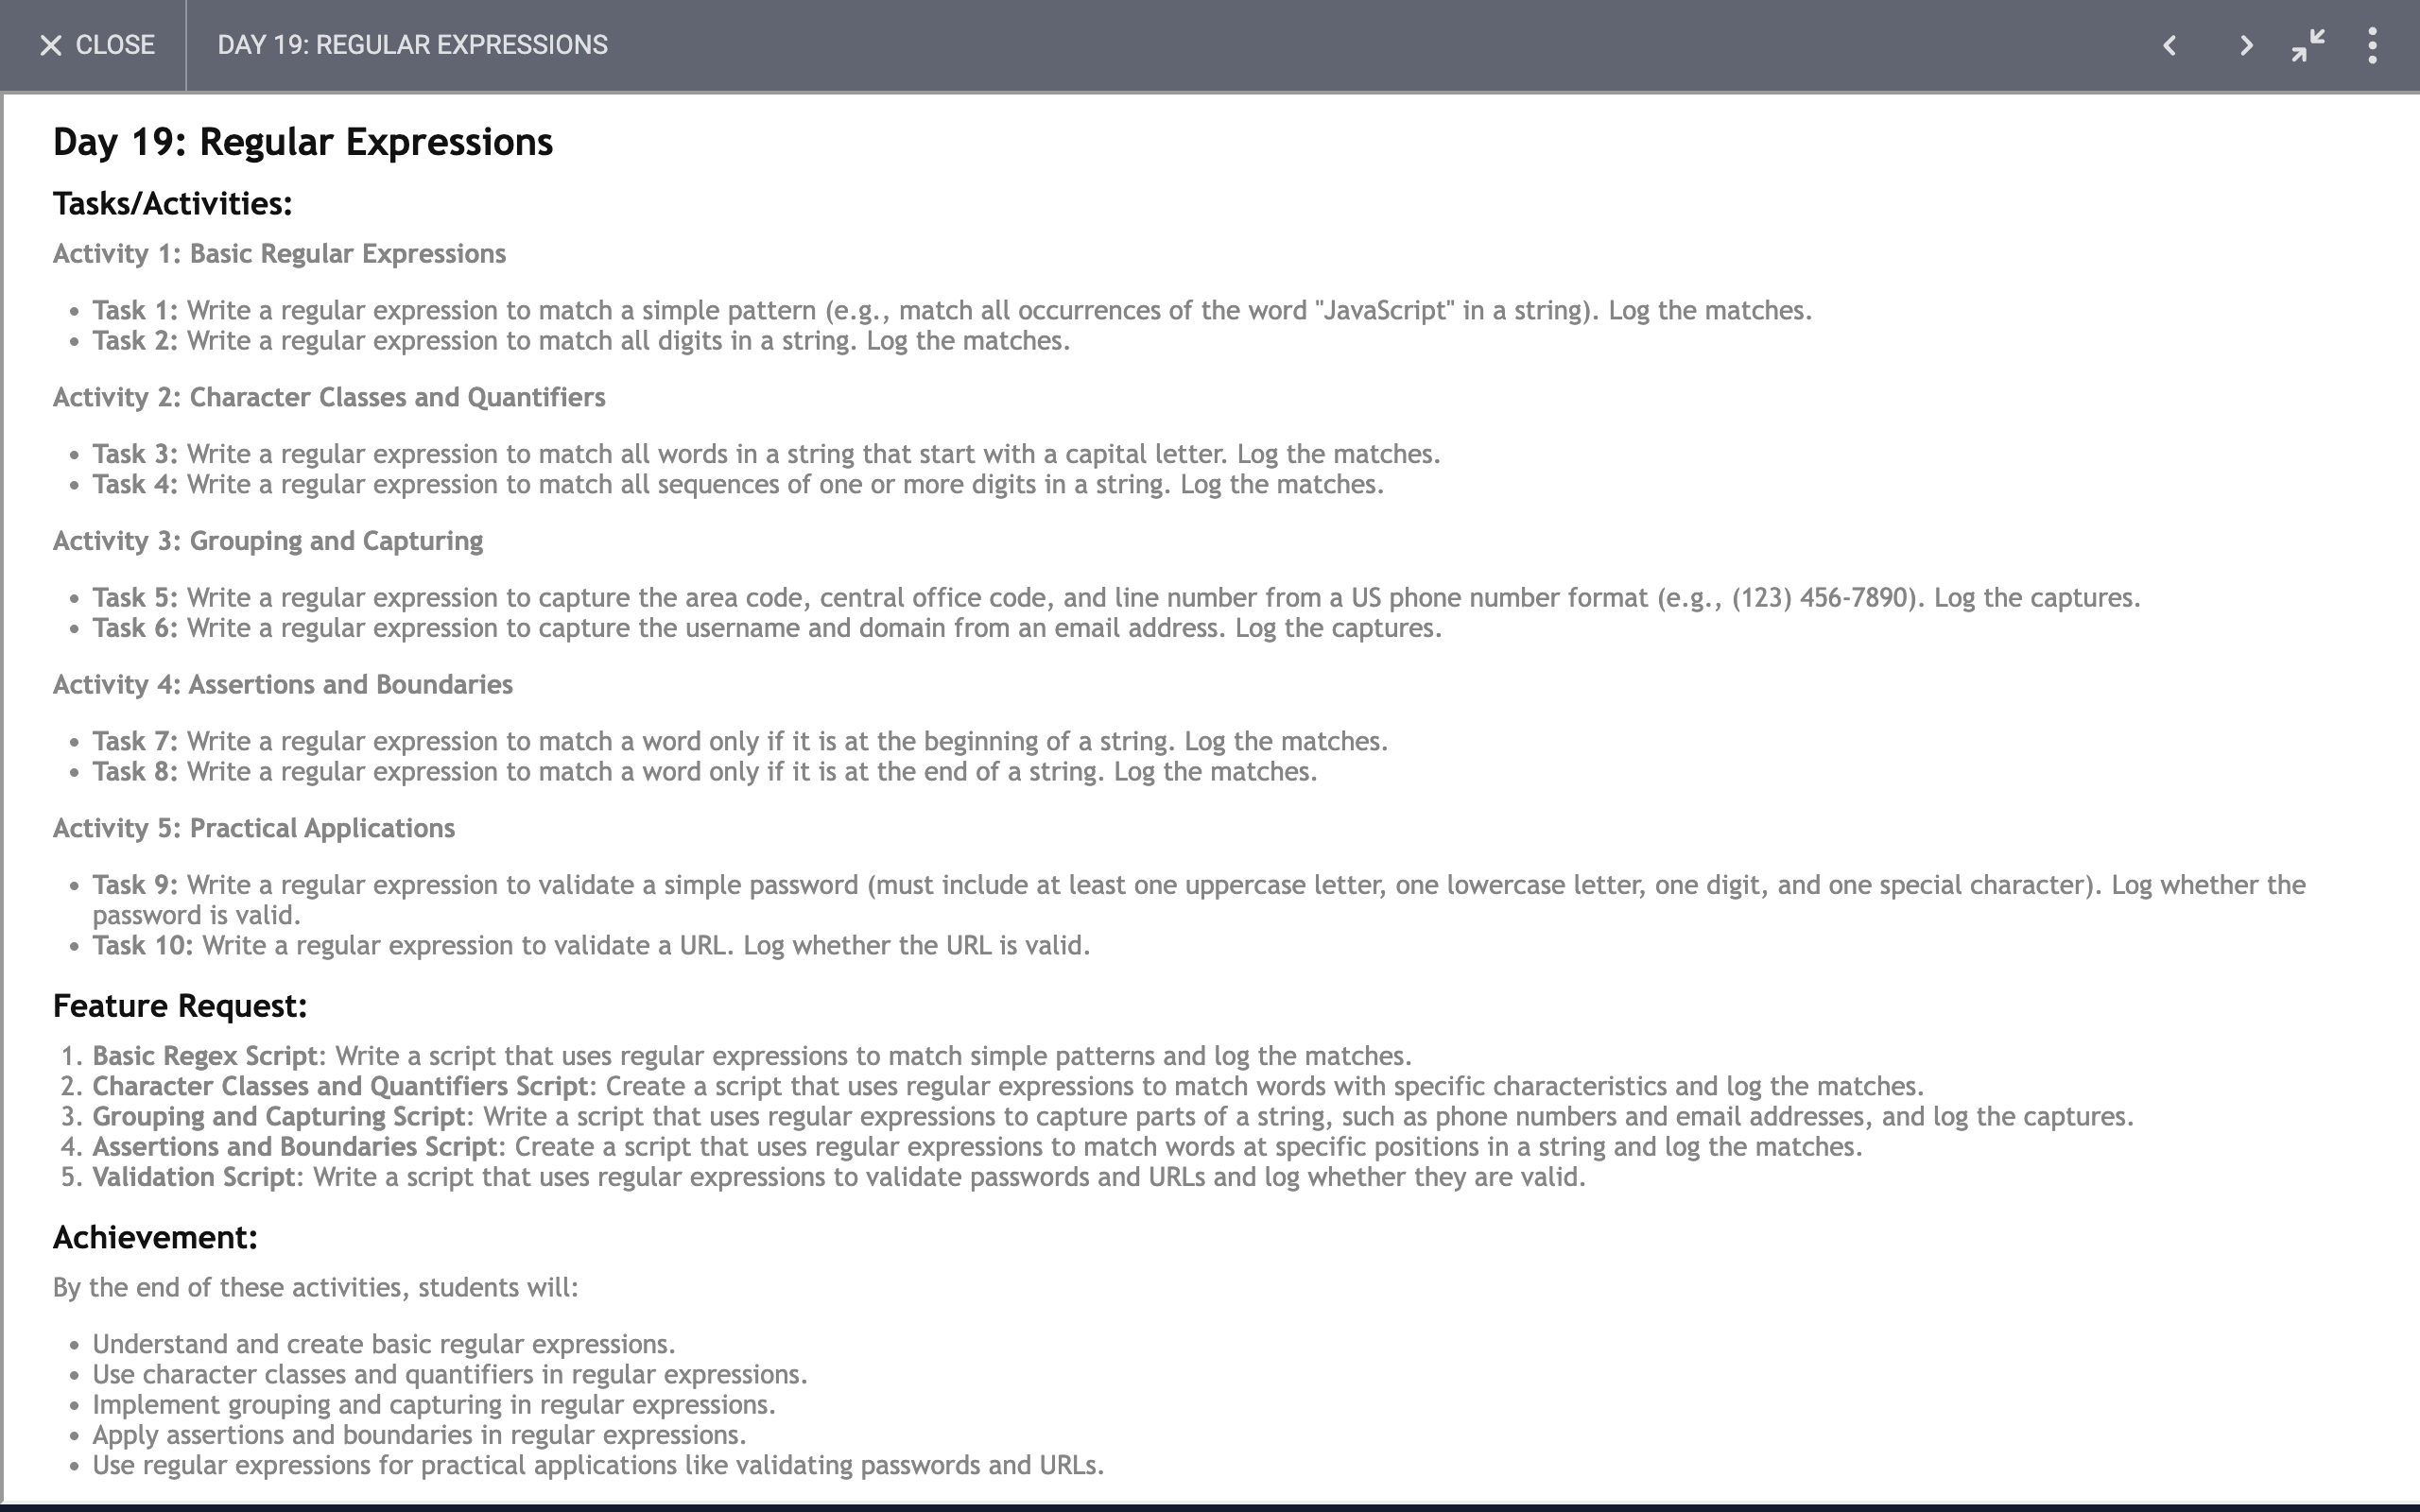 CLOSE
DAY 19: REGULAR EXPRESSIONS
Day 19: Regular Expressions
Tasks/Activities:
Activity 1: Basic Regular Expressions
• Task 1: Write a regular expression to match a simple pattern (e.g., match all occurrences of the word "JavaScript" in a string). Log the matches.
• Task 2: Write a regular expression to match all digits in a string. Log the matches.
Activity 2: Character Classes and Quantifiers
• Task 3: Write a regular expression to match all words in a string that start with a capital letter. Log the matches.
• Task 4: Write a regular expression to match all sequences of one or more digits in a string. Log the matches.
Activity 3: Grouping and Capturing
• Task 5: Write a regular expression to capture the area code, central office code, and line number from a US phone number format (e.g., (123) 456-7890). Log the captures.
• Task 6: Write a regular expression to capture the username and domain from an email address. Log the captures.
Activity 4: Assertions and Boundaries
• Task 7: Write a regular expression to match a word only if it is at the beginning of a string. Log the matches.
• Task 8: Write a regular expression to match a word only if it is at the end of a string. Log the matches.
Activity 5: Practical Applications
• Task 9: Write a regular expression to validate a simple password (must include at least one uppercase letter, one lowercase letter, one digit, and one special character). Log whether the
password is valid.
• Task 10: Write a regular expression to validate a URL. Log whether the URL is valid.
Feature Request:
1. Basic Regex Script: Write a script that uses regular expressions to match simple patterns and log the matches.
2. Character Classes and Quantifiers Script: Create a script that uses regular expressions to match words with specific characteristics and log the matches.
3. Grouping and Capturing Script: Write a script that uses regular expressions to capture parts of a string, such as phone numbers and email addresses, and log the captures.
4. Assertions and Boundaries Script: Create a script that uses regular expressions to match words at specific positions in a string and log the matches.
5. Validation Script: Write a script that uses regular expressions to validate passwords and URLs and log whether they are valid.
Achievement:
By the end of these activities, students will:
• Understand and create basic regular expressions.
• Use character classes and quantifiers in regular expressions.
• Implement grouping and capturing in regular expressions.
• Apply assertions and boundaries in regular expressions.
• Use regular expressions for practical applications like validating passwords and URLs.